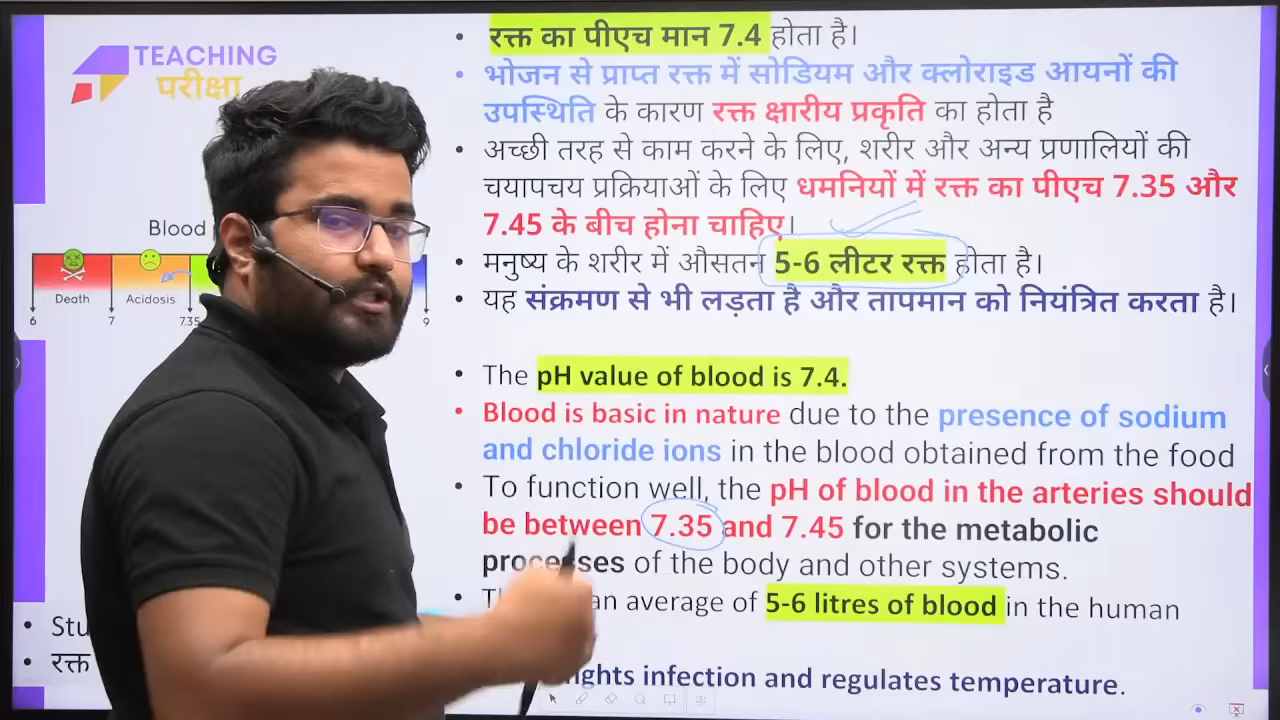 TEACHING
परीक्षा
• रक्त का पीएच मान 7.4 होता है।
• भोजन से प्राप्त रक्त में सोडियम और क्लोराइड आयनों की
उपस्थिति के कारण रक्त क्षारीय प्रकृति का होता है
• अच्छी तरह से काम करने के लिए, शरीर और अन्य प्रणालियों की
चयापचय प्रक्रियाओं के लिए धमनियों में रक्त का पीएच 7.35 और
7.45 के बीच होना चाहिए।
• मनुष्य के शरीर में औसतन 5-6 लीटर रक्त होता है।
• यह संक्रमण से भी लड़ता है और तापमान को नियंत्रित करता है।
Blood
Death
Acidosis
6 7 7.35 9
• The pH value of blood is 7.4.
• Blood is basic in nature due to the presence of sodium
and chloride ions in the blood obtained from the food
• To function well, the pH of blood in the arteries should
be between 7.35 and 7.45 for the metabolic
processes of the body and other systems.
• an average of 5-6 litres of blood in the human
infection and regulates temperature.
•
• रक्त